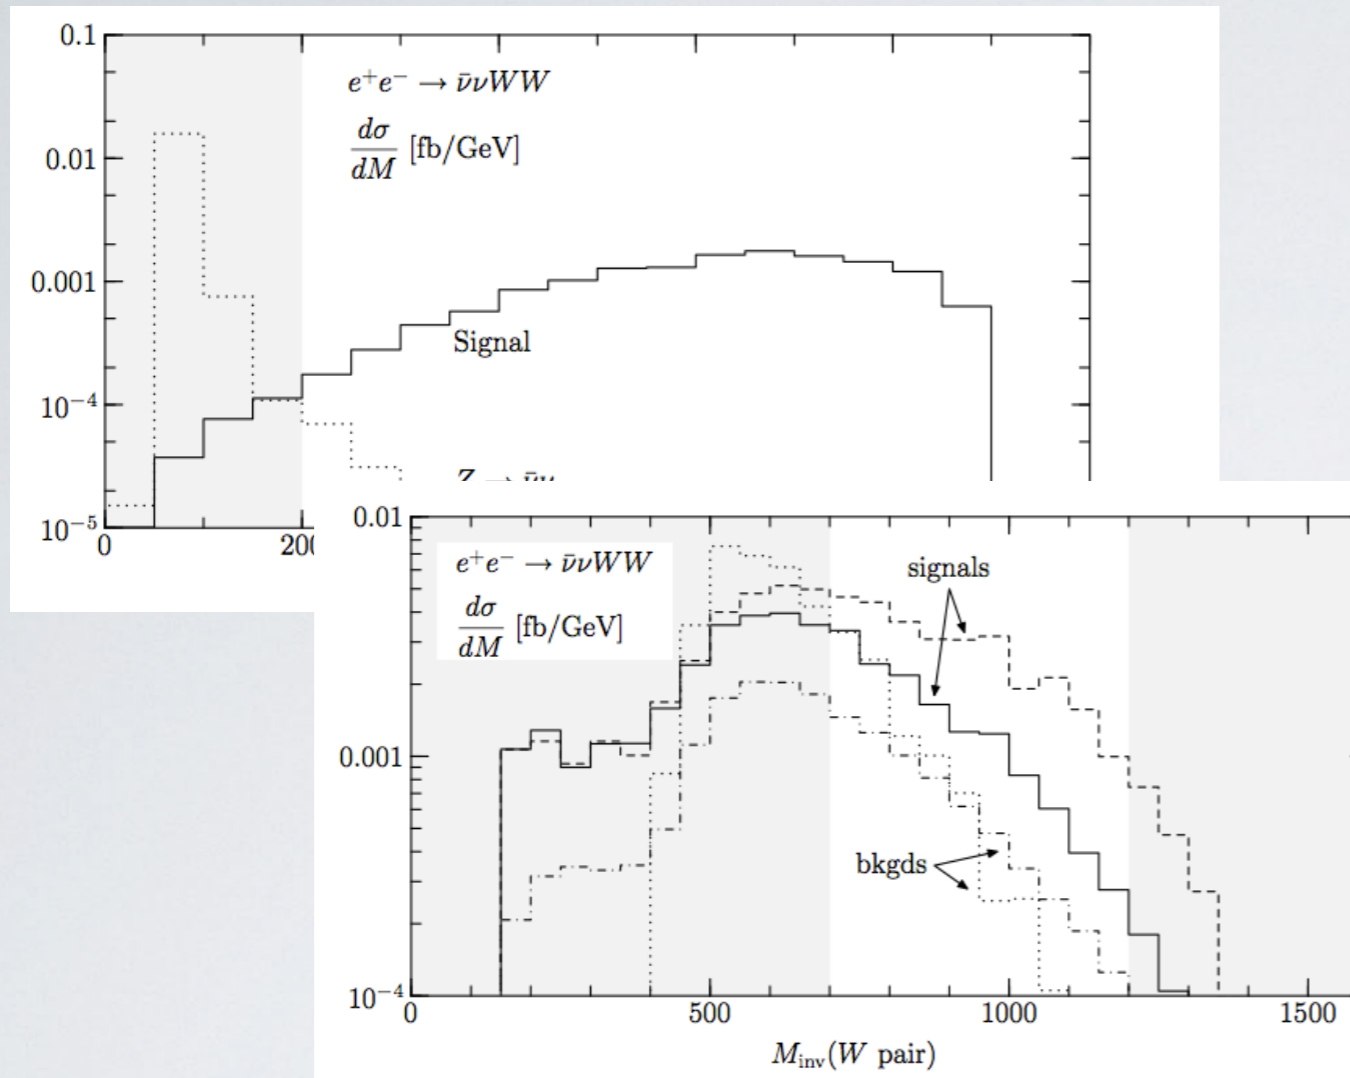 0.1
e⁺e⁻ → ν̄νWW
dσ/dM [fb/GeV]
0.01
0.001
Signal
10⁻⁴
10⁻⁵
0
200
0.01
e⁺e⁻ → ν̄νWW
signals
dσ/dM [fb/GeV]
0.001
bkgds
10⁻⁴
0 500 1000 1500
M_inv(W pair)